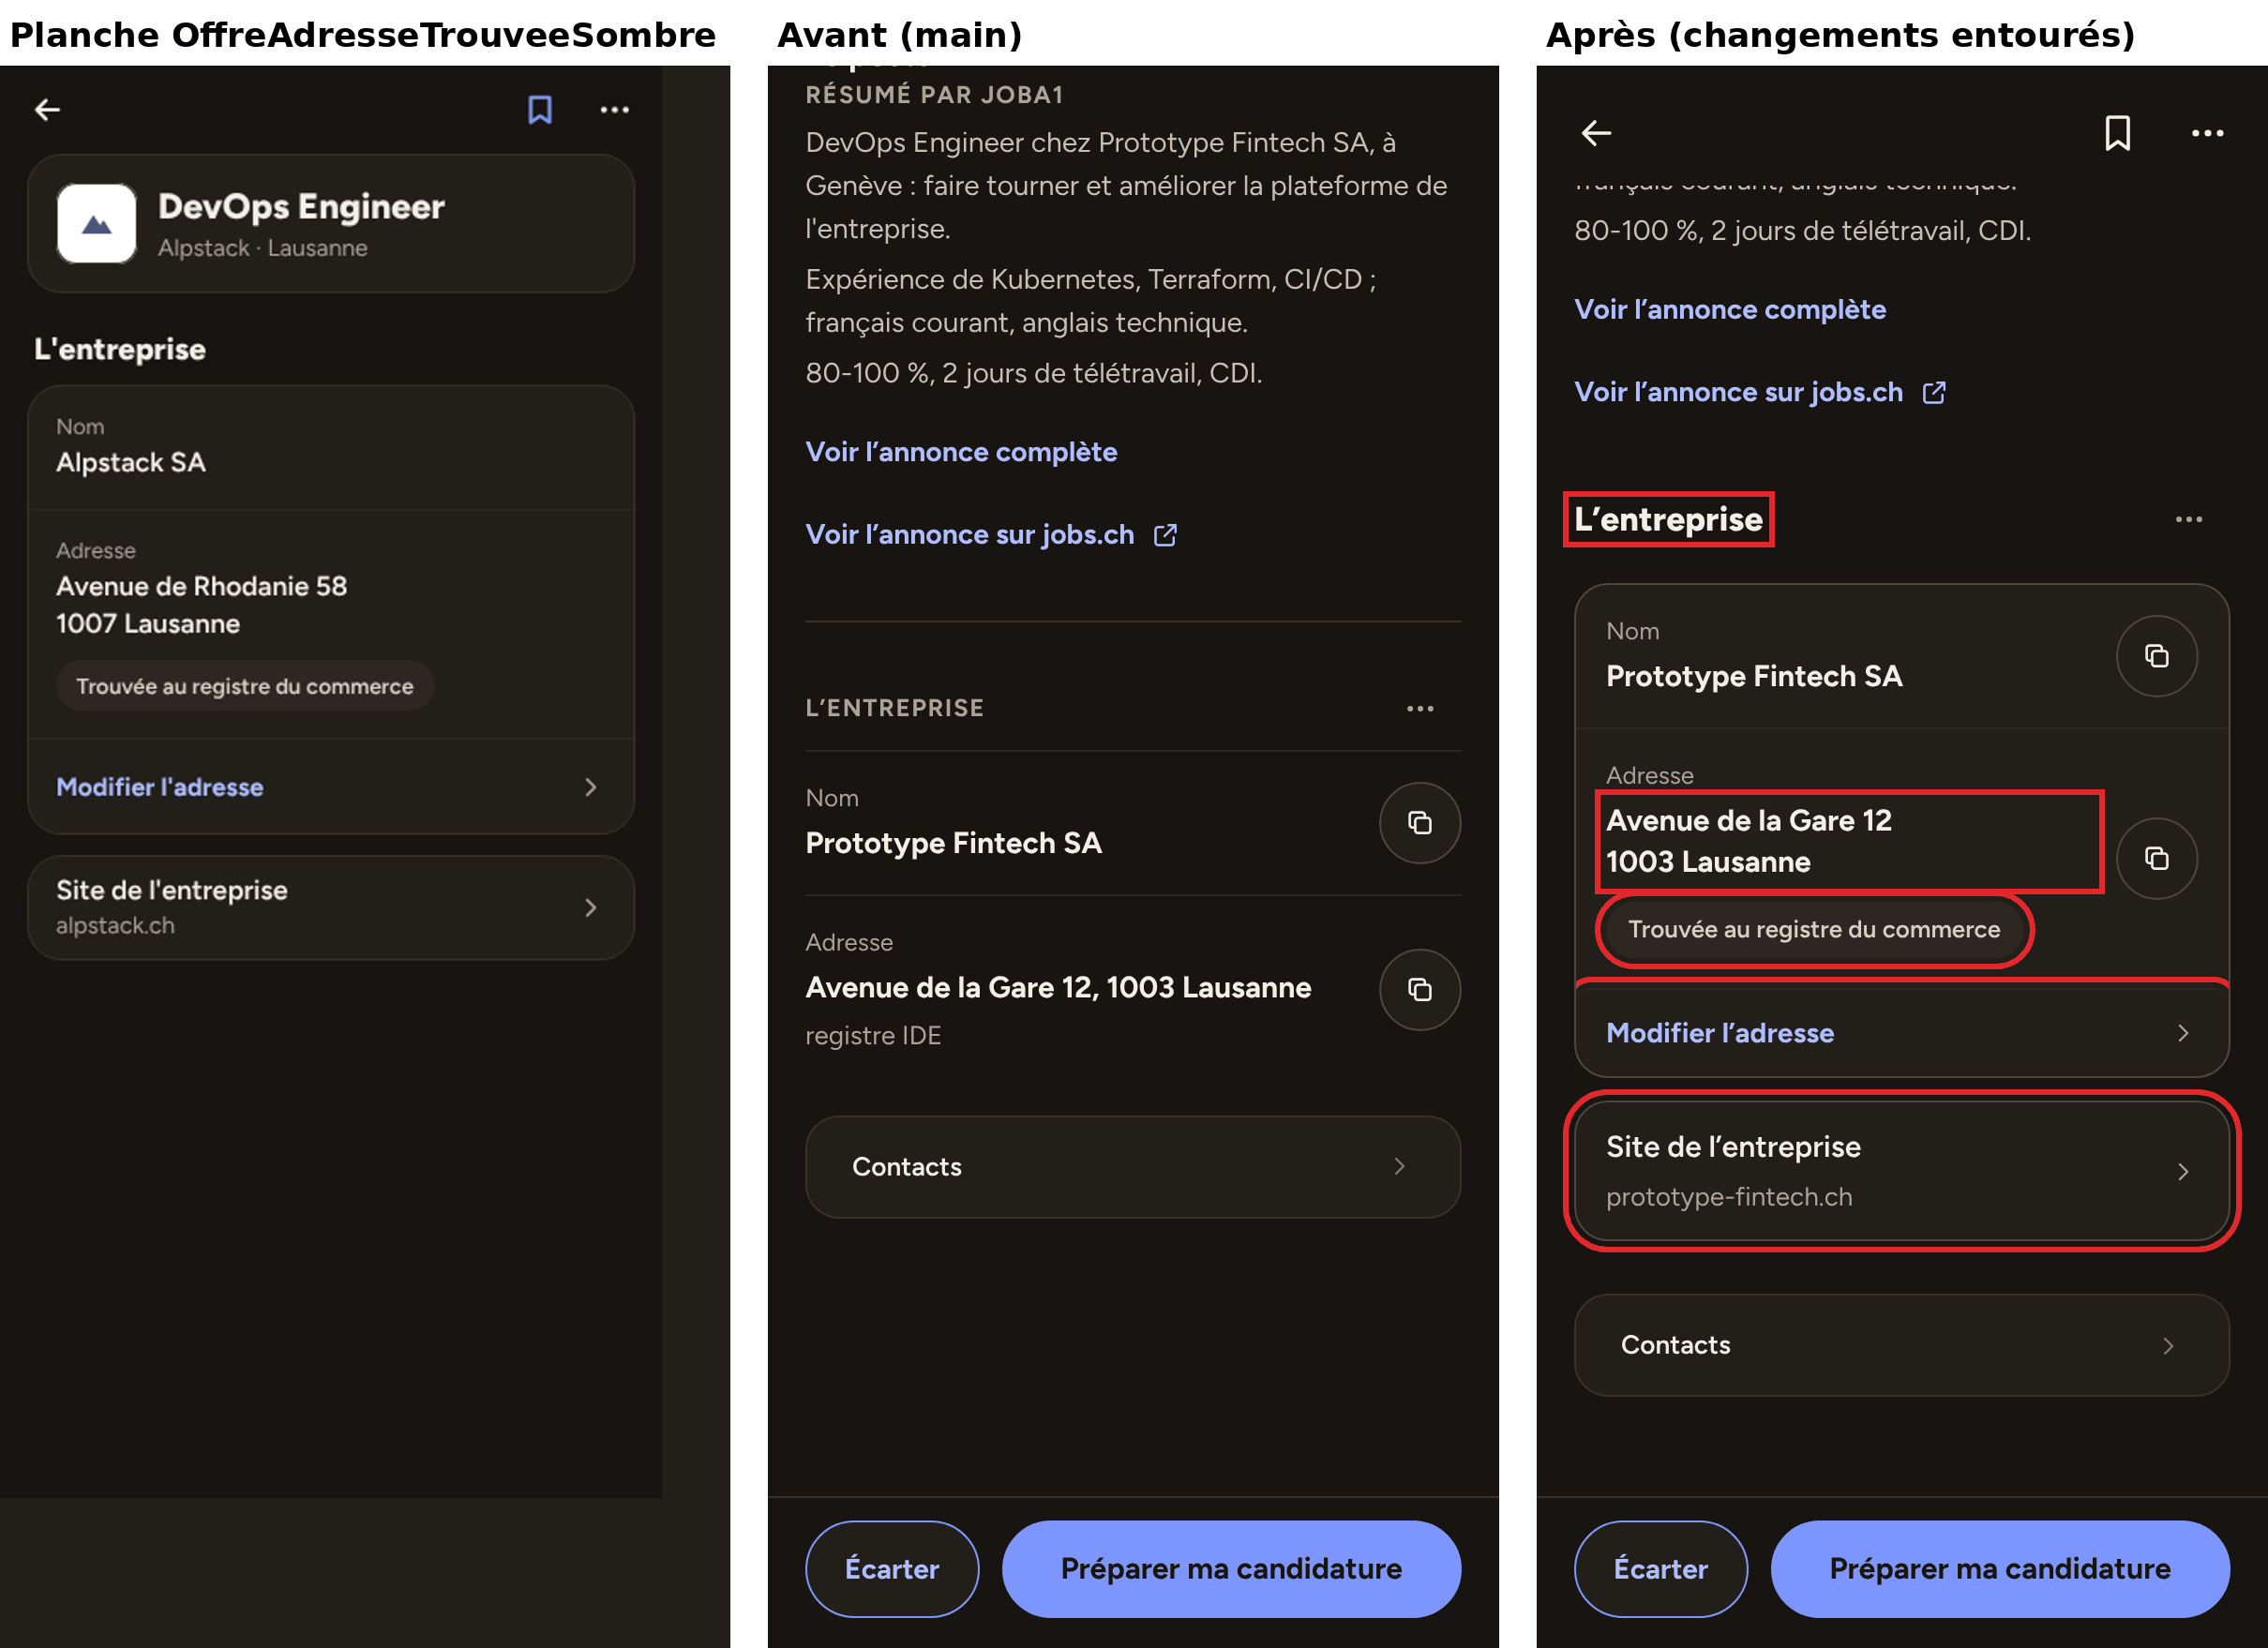 Planche OffreAdresseTrouveeSombre
DevOps Engineer
Alpstack · Lausanne
L'entreprise
Nom
Alpstack SA
Adresse
Avenue de Rhodanie 58
1007 Lausanne
Trouvée au registre du commerce
Modifier l'adresse
Site de l'entreprise
alpstack.ch
Avant (main)
RÉSUMÉ PAR JOBA1
DevOps Engineer chez Prototype Fintech SA, à
Genève : faire tourner et améliorer la plateforme de
l'entreprise.
Expérience de Kubernetes, Terraform, CI/CD ;
français courant, anglais technique.
80-100 %, 2 jours de télétravail, CDI.
Voir l’annonce complète
Voir l’annonce sur jobs.ch
L’ENTREPRISE
Nom
Prototype Fintech SA
Adresse
Avenue de la Gare 12, 1003 Lausanne
registre IDE
Contacts
Écarter
Préparer ma candidature
Après (changements entourés)
français courant, anglais technique.
80-100 %, 2 jours de télétravail, CDI.
Voir l’annonce complète
Voir l’annonce sur jobs.ch
L’entreprise
Nom
Prototype Fintech SA
Adresse
Avenue de la Gare 12
1003 Lausanne
Trouvée au registre du commerce
Modifier l’adresse
Site de l’entreprise
prototype-fintech.ch
Contacts
Écarter
Préparer ma candidature